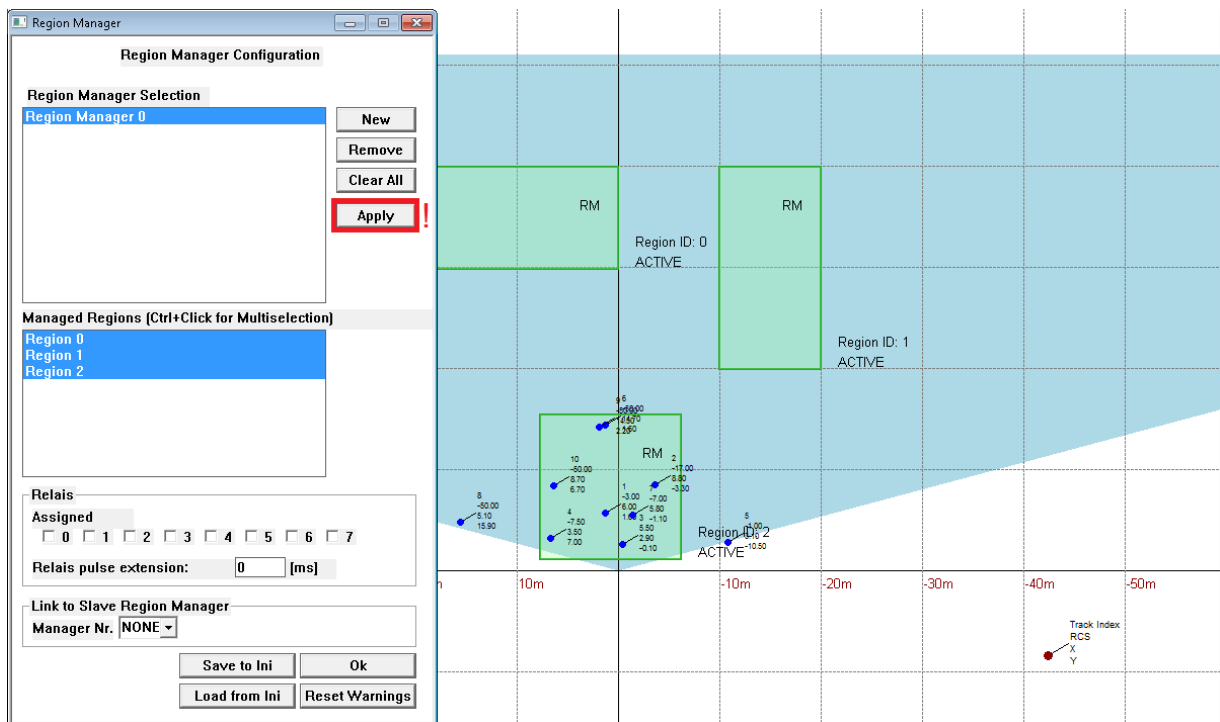 Region Manager
Region Manager Configuration
Region Manager Selection
Region Manager 0
New
Remove
Clear All
Apply
!
Managed Regions (Ctrl+Click for Multiselection)
Region 0
Region 1
Region 2
Relais
Assigned
0 1 2 3 4 5 6 7
Relais pulse extension: 0 [ms]
Link to Slave Region Manager
Manager Nr. NONE
Save to Ini Ok
Load from Ini Reset Warnings
RM
Region ID: 0
ACTIVE
RM
Region ID: 1
ACTIVE
RM
Region ID: 2
ACTIVE
9 6
2.20
10
-50.00
8.70
6.70
2
-17.00
8.80
-3.30
1
-3.00
6.00
-7.00
5.80
-1.10
3
5.50
2.90
-0.10
4
-7.50
3.50
7.00
8
-50.00
5.10
15.90
5
-10.50
10m -10m -20m -30m -40m -50m
Track Index
RCS
X
Y